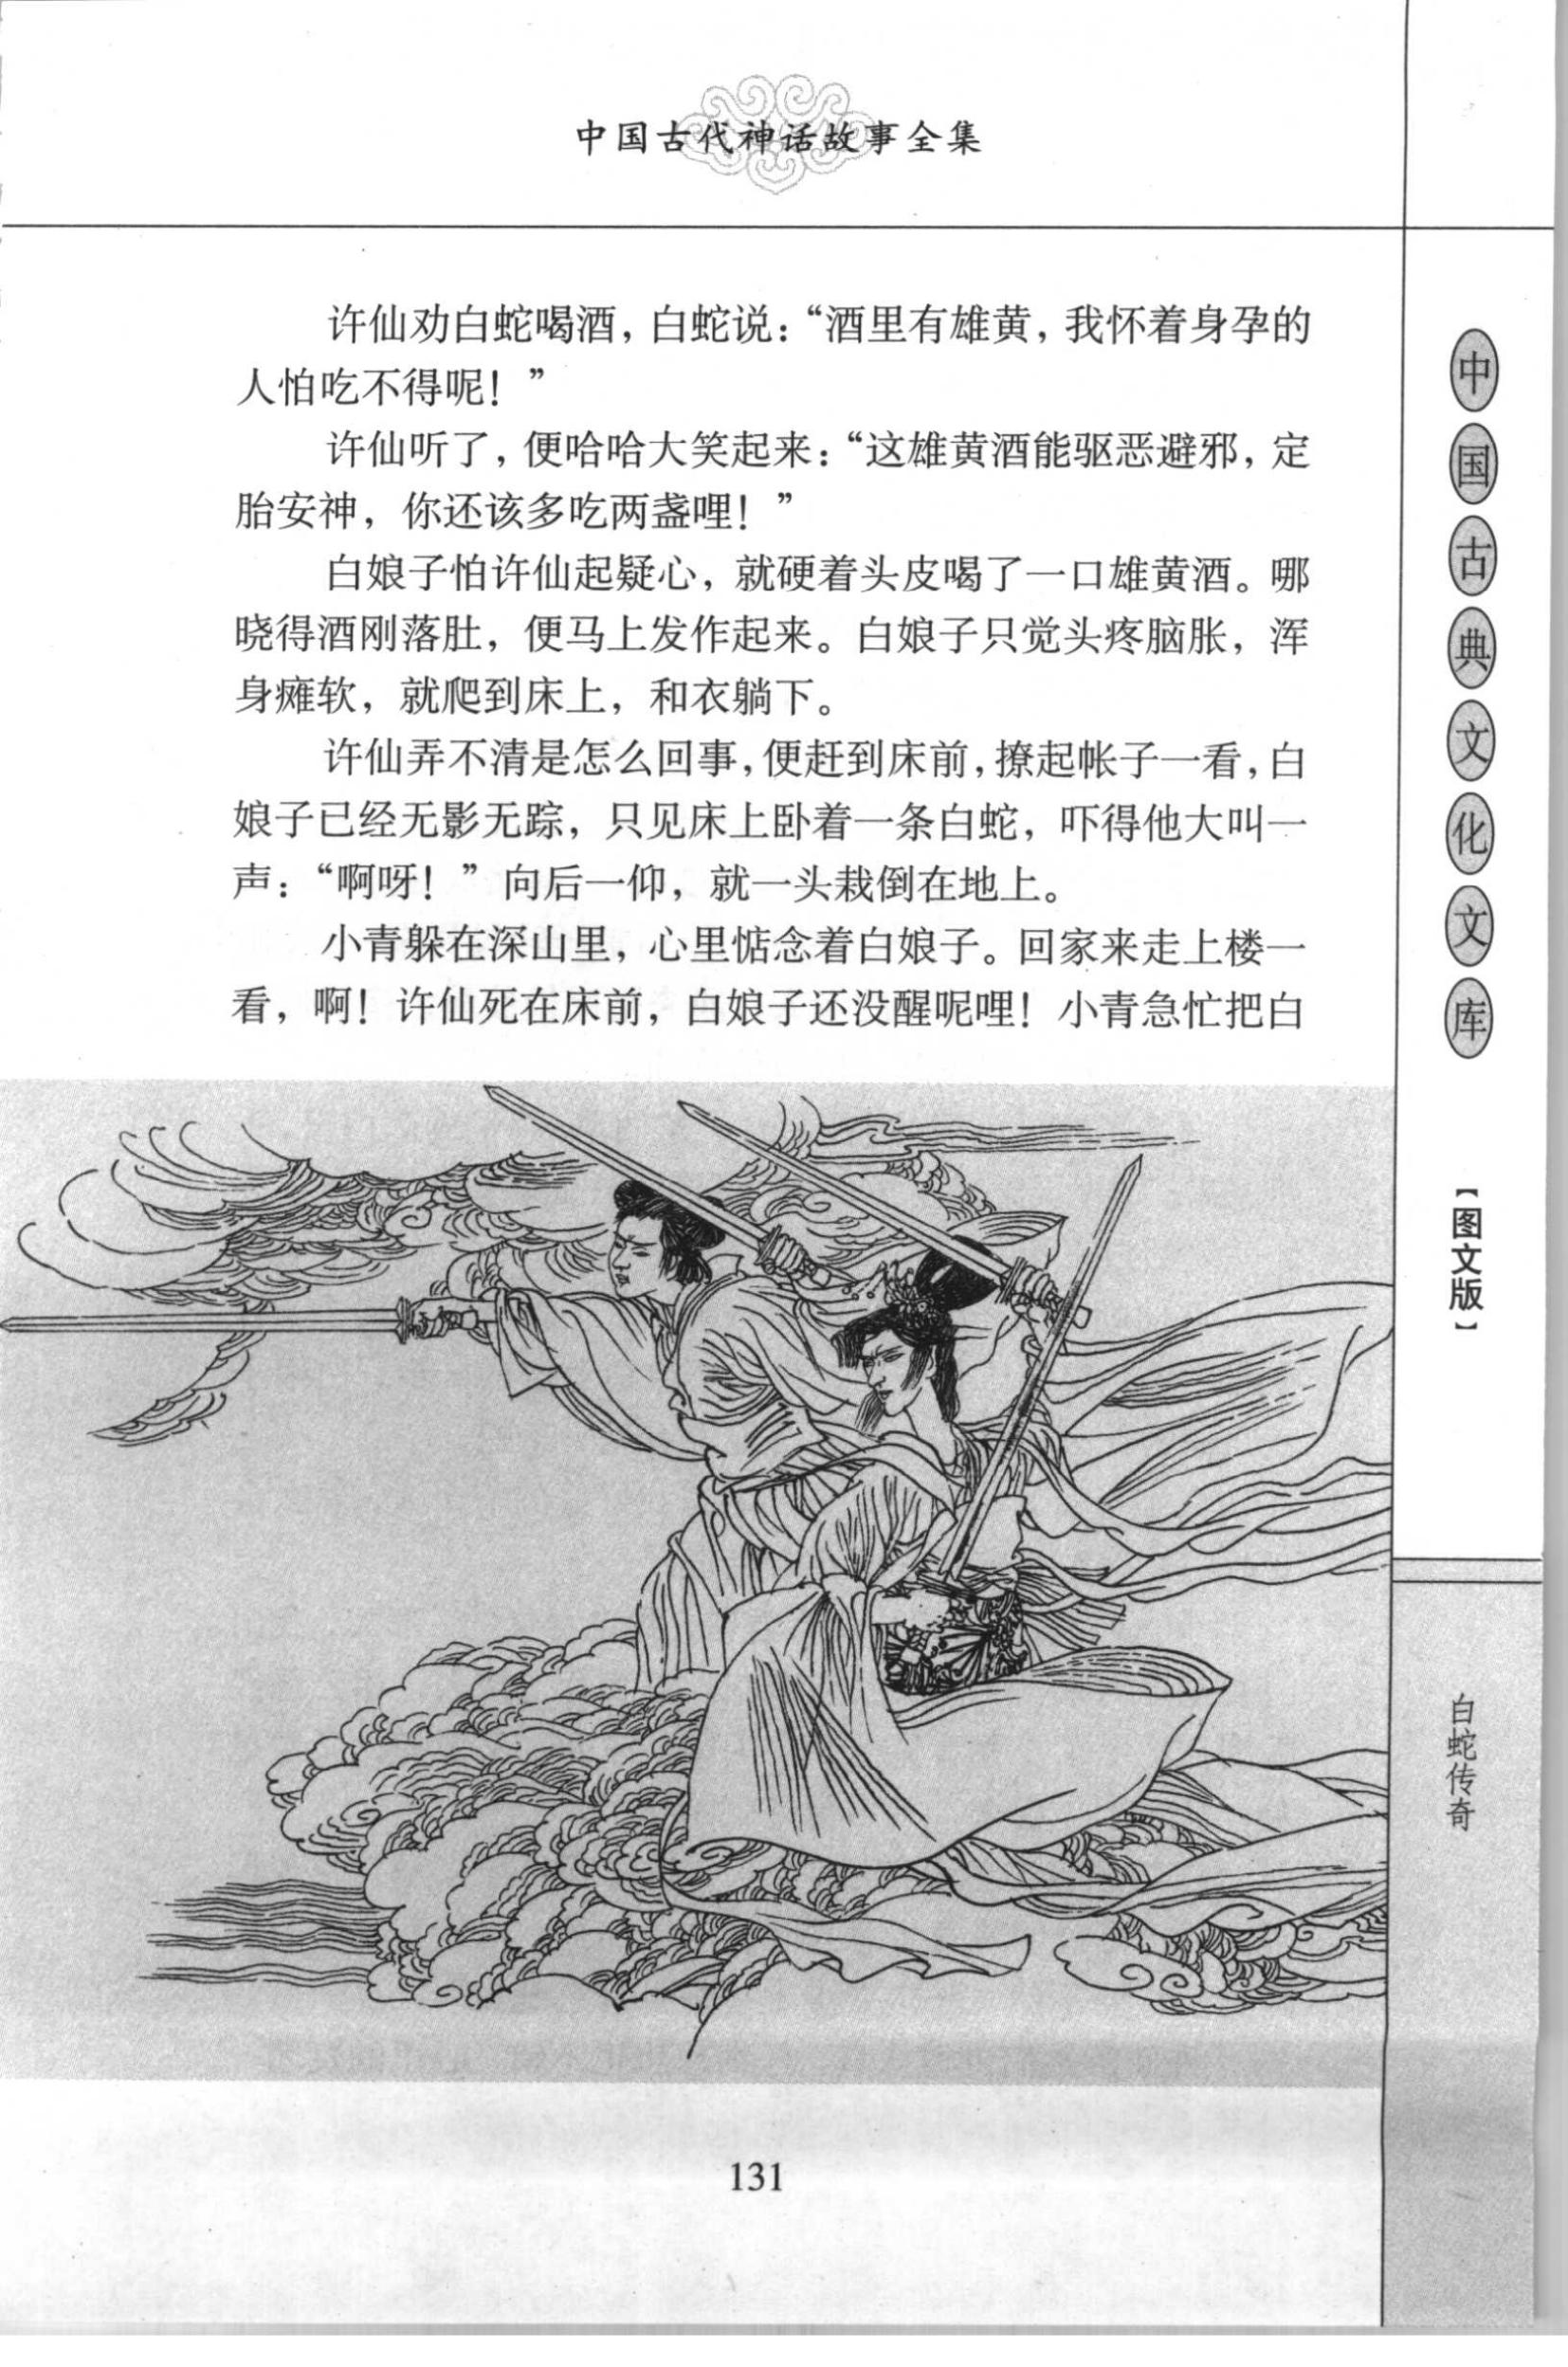 中国古代神话故事全集
许仙劝白蛇喝酒，白蛇说：“酒里有雄黄，我怀着身孕的
人怕吃不得呢！”
许仙听了，便哈哈大笑起来：“这雄黄酒能驱恶避邪，定
胎安神，你还该多吃两盏哩！”
白娘子怕许仙起疑心，就硬着头皮喝了一口雄黄酒。哪
晓得酒刚落肚，便马上发作起来。白娘子只觉头疼脑胀，浑
身瘫软，就爬到床上，和衣躺下。
许仙弄不清是怎么回事，便赶到床前，撩起帐子一看，白
娘子已经无影无踪，只见床上卧着一条白蛇，吓得他大叫一
声：“啊呀！”向后一仰，就一头栽倒在地上。
小青躲在深山里，心里惦念着白娘子。回家来走上楼一
看，啊！许仙死在床前，白娘子还没醒呢哩！小青急忙把白
中国古典文化文库
【图文版】
白蛇传奇
131